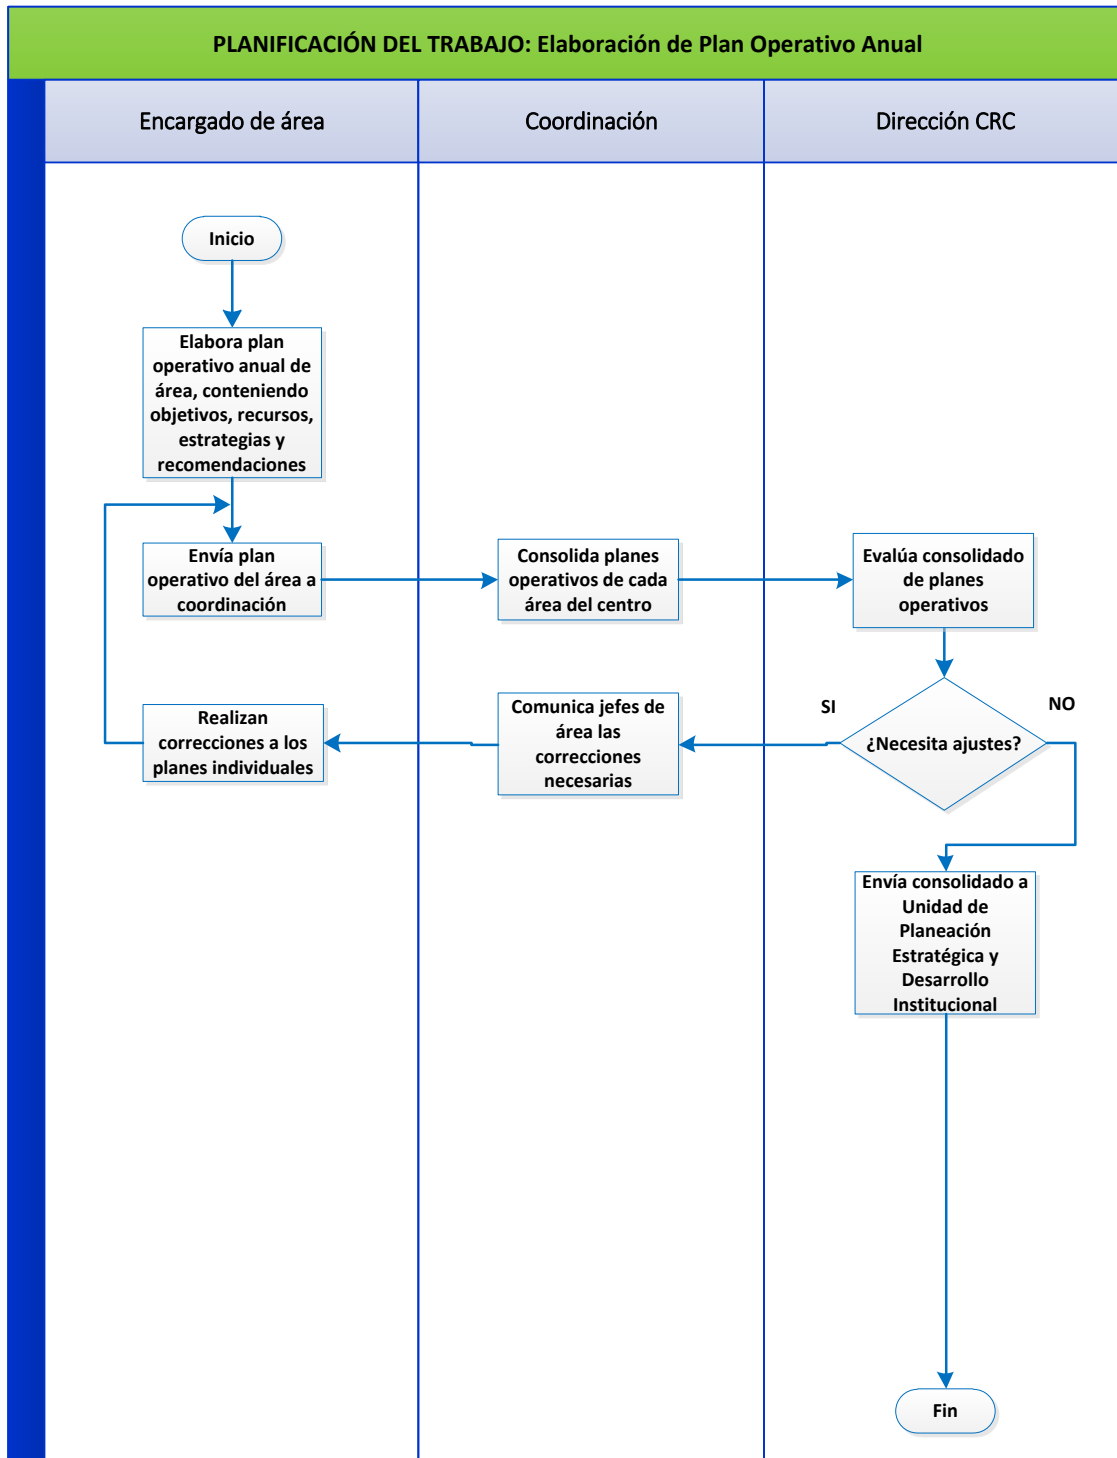 PLANIFICACIÓN DEL TRABAJO: Elaboración de Plan Operativo Anual
Encargado de área
Coordinación
Dirección CRC
Inicio
Elabora plan
operativo anual de
área, conteniendo
objetivos, recursos,
estrategias y
recomendaciones
Envía plan
operativo del área a
coordinación
Consolida planes
operativos de cada
área del centro
Evalúa consolidado
de planes
operativos
Realizan
correcciones a los
planes individuales
Comunica jefes de
área las
correcciones
necesarias
SI
¿Necesita ajustes?
NO
Envía consolidado a
Unidad de
Planeación
Estratégica y
Desarrollo
Institucional
Fin